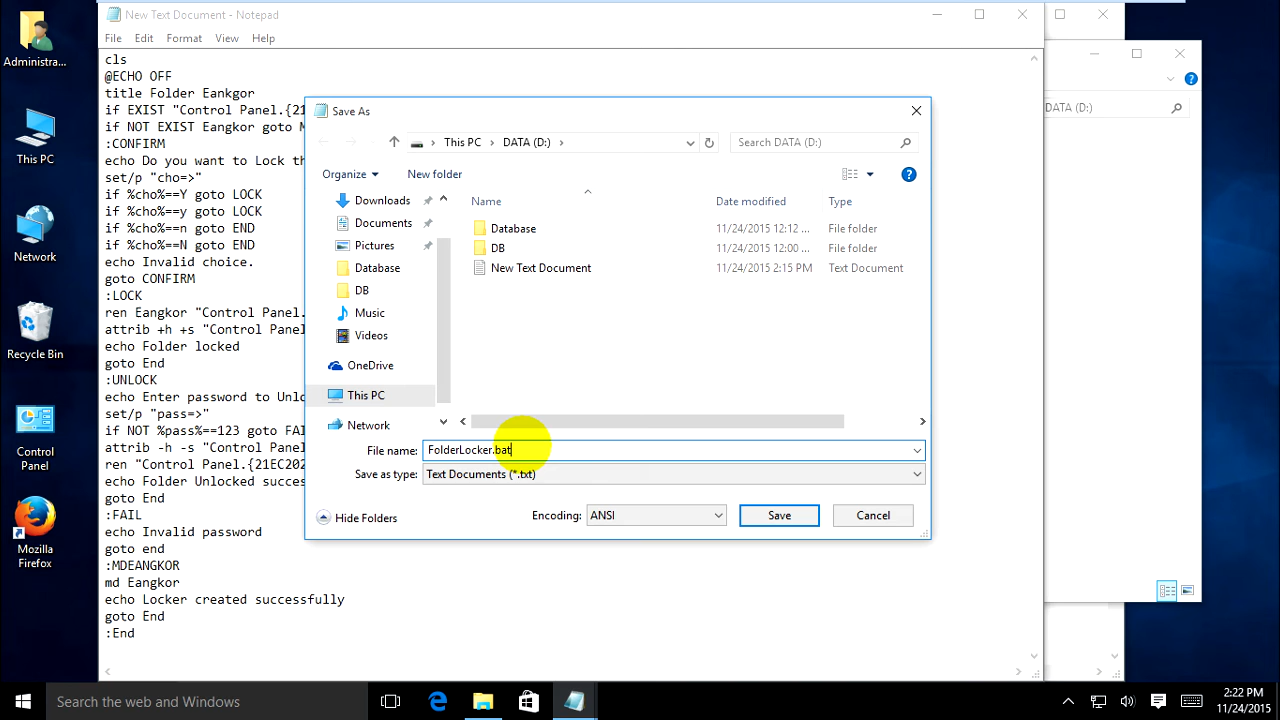 New Text Document - Notepad
File Edit Format View Help
cls
@ECHO OFF
title Folder Eankgor
if EXIST "Control Panel.{21
if NOT EXIST Eangkor goto M
:CONFIRM
echo Do you want to Lock th
set/p "cho=>"
if %cho%==Y goto LOCK
if %cho%==y goto LOCK
if %cho%==n goto END
if %cho%==N goto END
echo Invalid choice.
goto CONFIRM
:LOCK
ren Eangkor "Control Panel.
attrib +h +s "Control Panel
echo Folder locked
goto End
:UNLOCK
echo Enter password to Unlo
set/p "pass=>"
if NOT %pass%==123 goto FAI
attrib -h -s "Control Panel
ren "Control Panel.{21EC202
echo Folder Unlocked succes
goto End
:FAIL
echo Invalid password
goto end
:MDEANGKOR
md Eangkor
echo Locker created successfully
goto End
:End
Save As
This PC > DATA (D:) >
Search DATA (D:)
Organize
New folder
Downloads
Documents
Pictures
Database
DB
Music
Videos
OneDrive
This PC
Network
Name Date modified Type
Database 11/24/2015 12:12 ... File folder
DB 11/24/2015 12:00 ... File folder
New Text Document 11/24/2015 2:15 PM Text Document
File name: FolderLocker.bat
Save as type: Text Documents (*.txt)
Hide Folders
Encoding: ANSI
Save
Cancel
DATA (D:)
Administra...
This PC
Network
Recycle Bin
Control
Panel
Mozilla
Firefox
Search the web and Windows
2:22 PM
11/24/2015